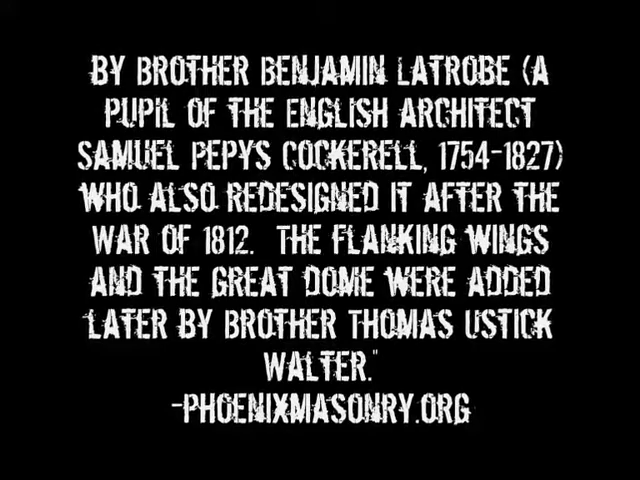 BY BROTHER BENJAMIN LATROBE (A
PUPIL OF THE ENGLISH ARCHITECT
SAMUEL PEPYS COCKERELL, 1754-1827)
WHO ALSO REDESIGNED IT AFTER THE
WAR OF 1812. THE FLANKING WINGS
AND THE GREAT DOME WERE ADDED
LATER BY BROTHER THOMAS USTICK
WALTER."
-PHOENIXMASONRY.ORG